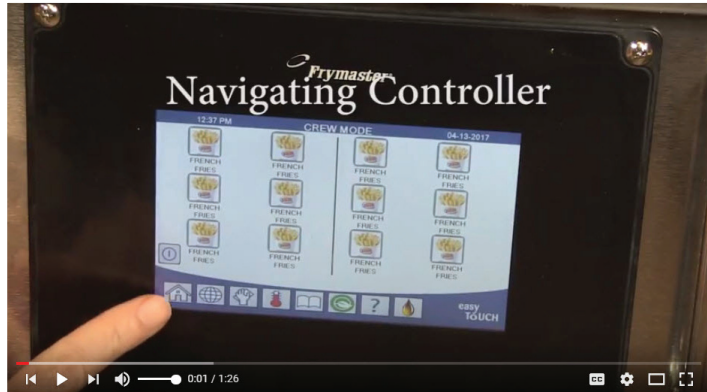 Frymaster
Navigating Controller
12:37 PM
CREW MODE
04-13-2017
FRENCH FRIES
FRENCH FRIES
FRENCH FRIES
FRENCH FRIES
FRENCH FRIES
FRENCH FRIES
FRENCH FRIES
FRENCH FRIES
FRENCH FRIES
FRENCH FRIES
FRENCH FRIES
FRENCH FRIES
?
easy
ToUCH
0:01 / 1:26
CC